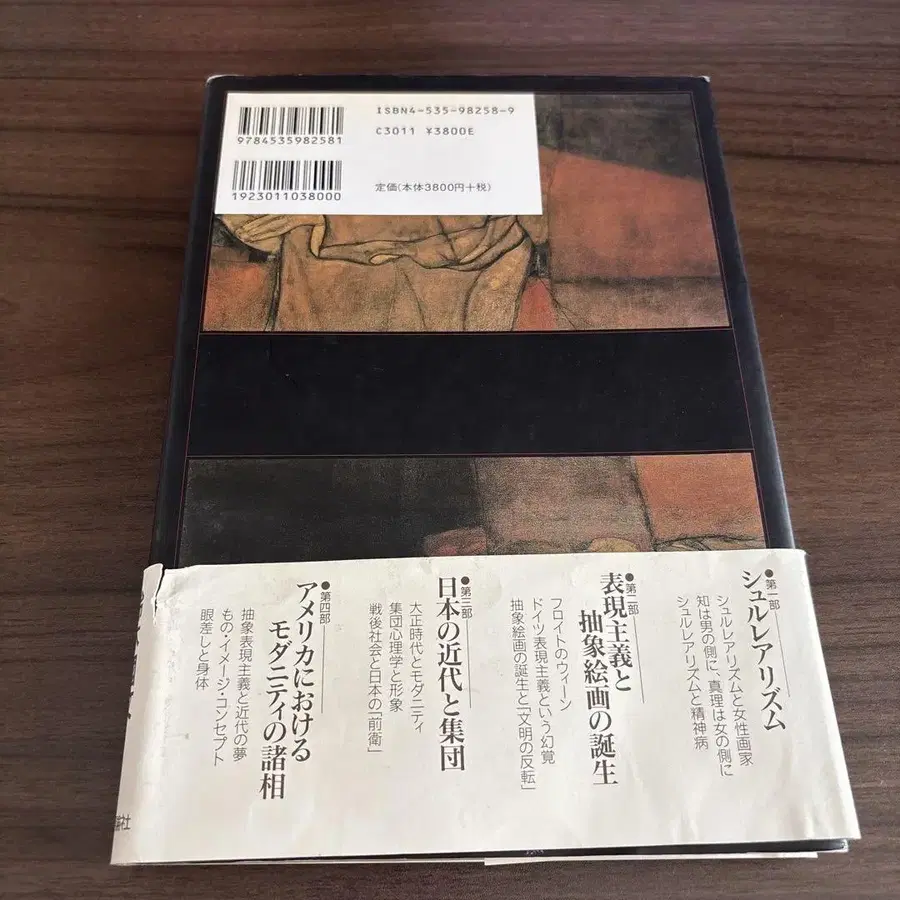 ISBN4-535-98258-9
C3011 ¥3800E
9784535982581
1923011038000
定価(本体3800円+税)
●第一部
シュルレアリスム
シュルレアリスムと女性画家
知は男の側に、真理は女の側に
シュルレアリスムと精神病
●第二部
表現主義と
抽象絵画の誕生
フロイトのウィーン
ドイツ表現主義という幻覚
抽象絵画の誕生と「文明の反転」
●第三部
日本の近代と集団
大正時代とモダニティ
集団心理学と形象
戦後社会と日本の「前衛」
●第四部
アメリカにおける
モダニティの諸相
抽象表現主義と近代の夢
もの・イメージ・コンセプト
眼差しと身体